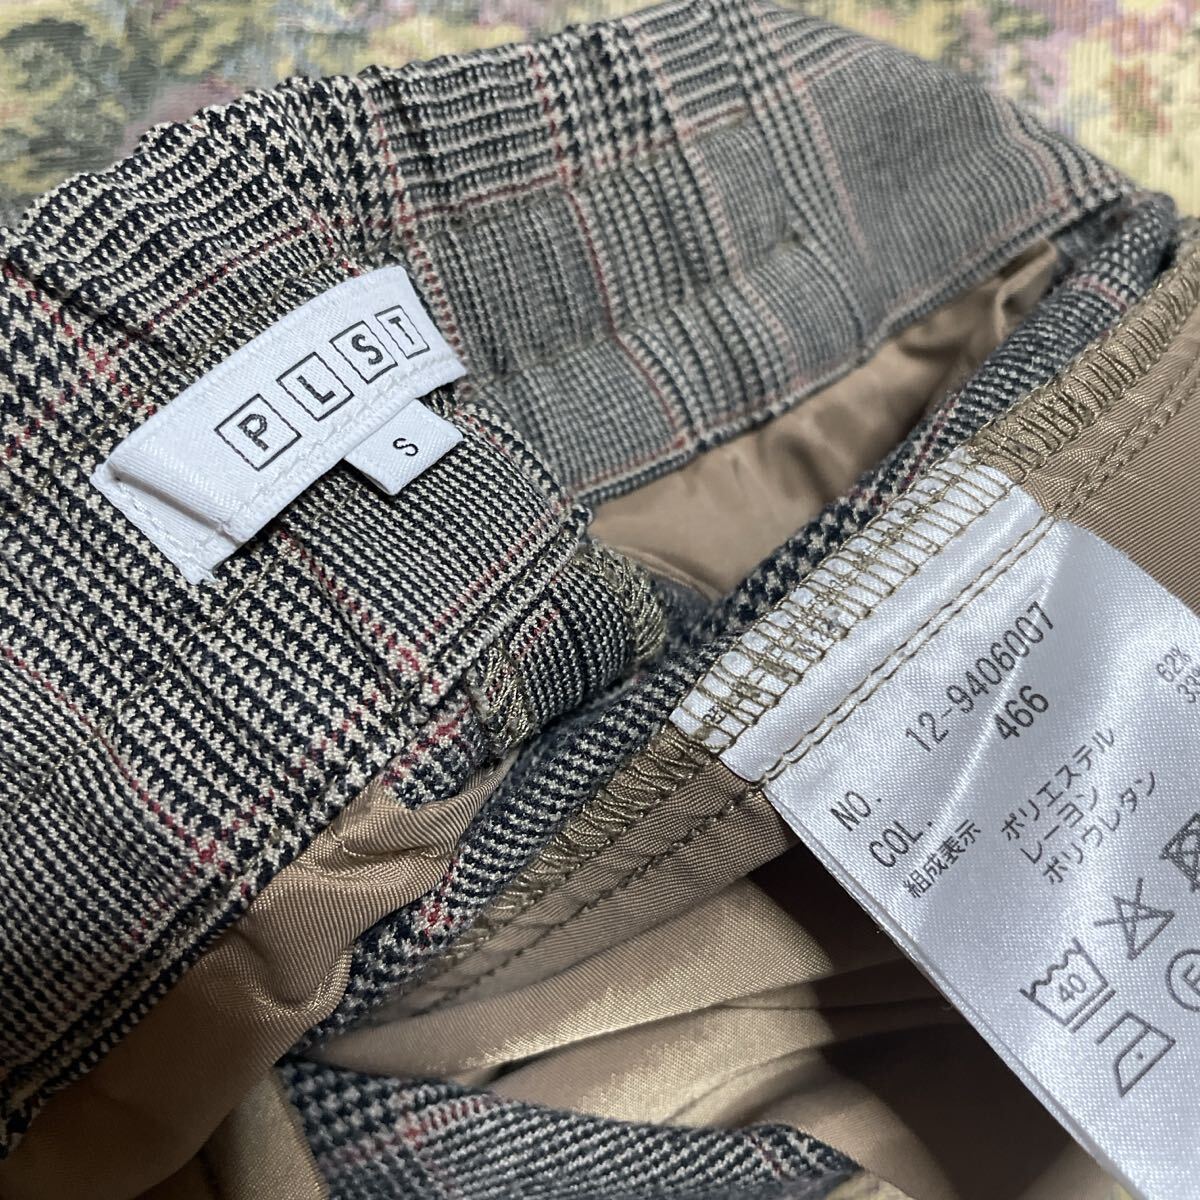 PLST
S
NO. 12-9406007
COL. 466
組成表示 ポリエステル 62%
レーヨン
ポリウレタン
40